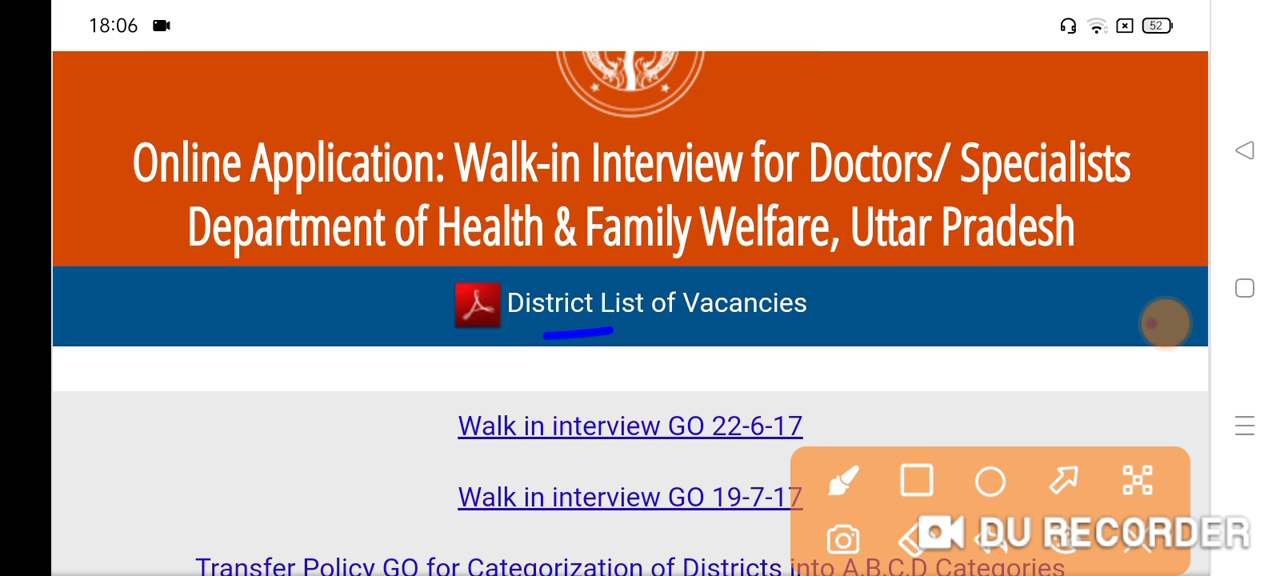 18:06
52
Online Application: Walk-in Interview for Doctors/ Specialists
Department of Health & Family Welfare, Uttar Pradesh
District List of Vacancies
Walk in interview GO 22-6-17
Walk in interview GO 19-7-17
DU RECORDER
Transfer Policy GO for Categorization of Districts into A,B,C,D Categories